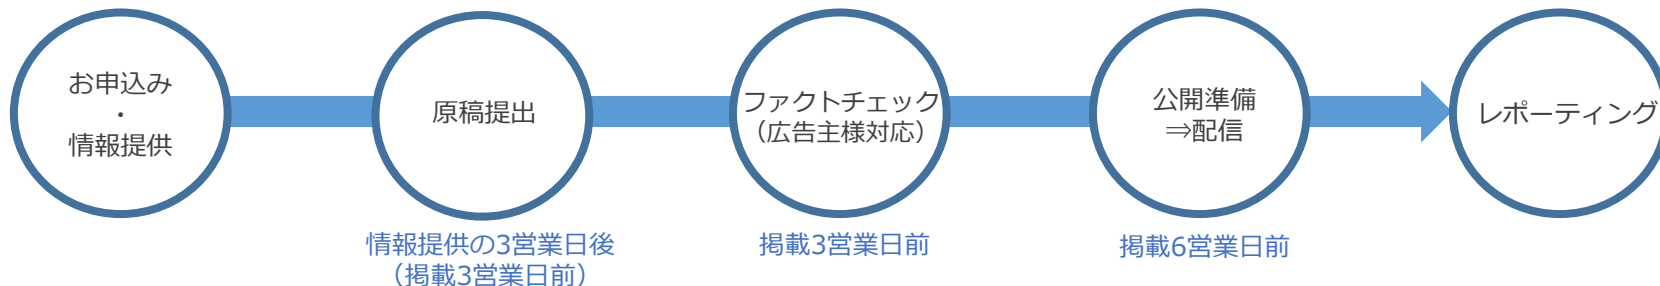 お申込み
・
情報提供
原稿提出
ファクトチェック
（広告主様対応）
公開準備
⇒配信
レポーティング
情報提供の3営業日後
（掲載3営業日前）
掲載3営業日前
掲載6営業日前